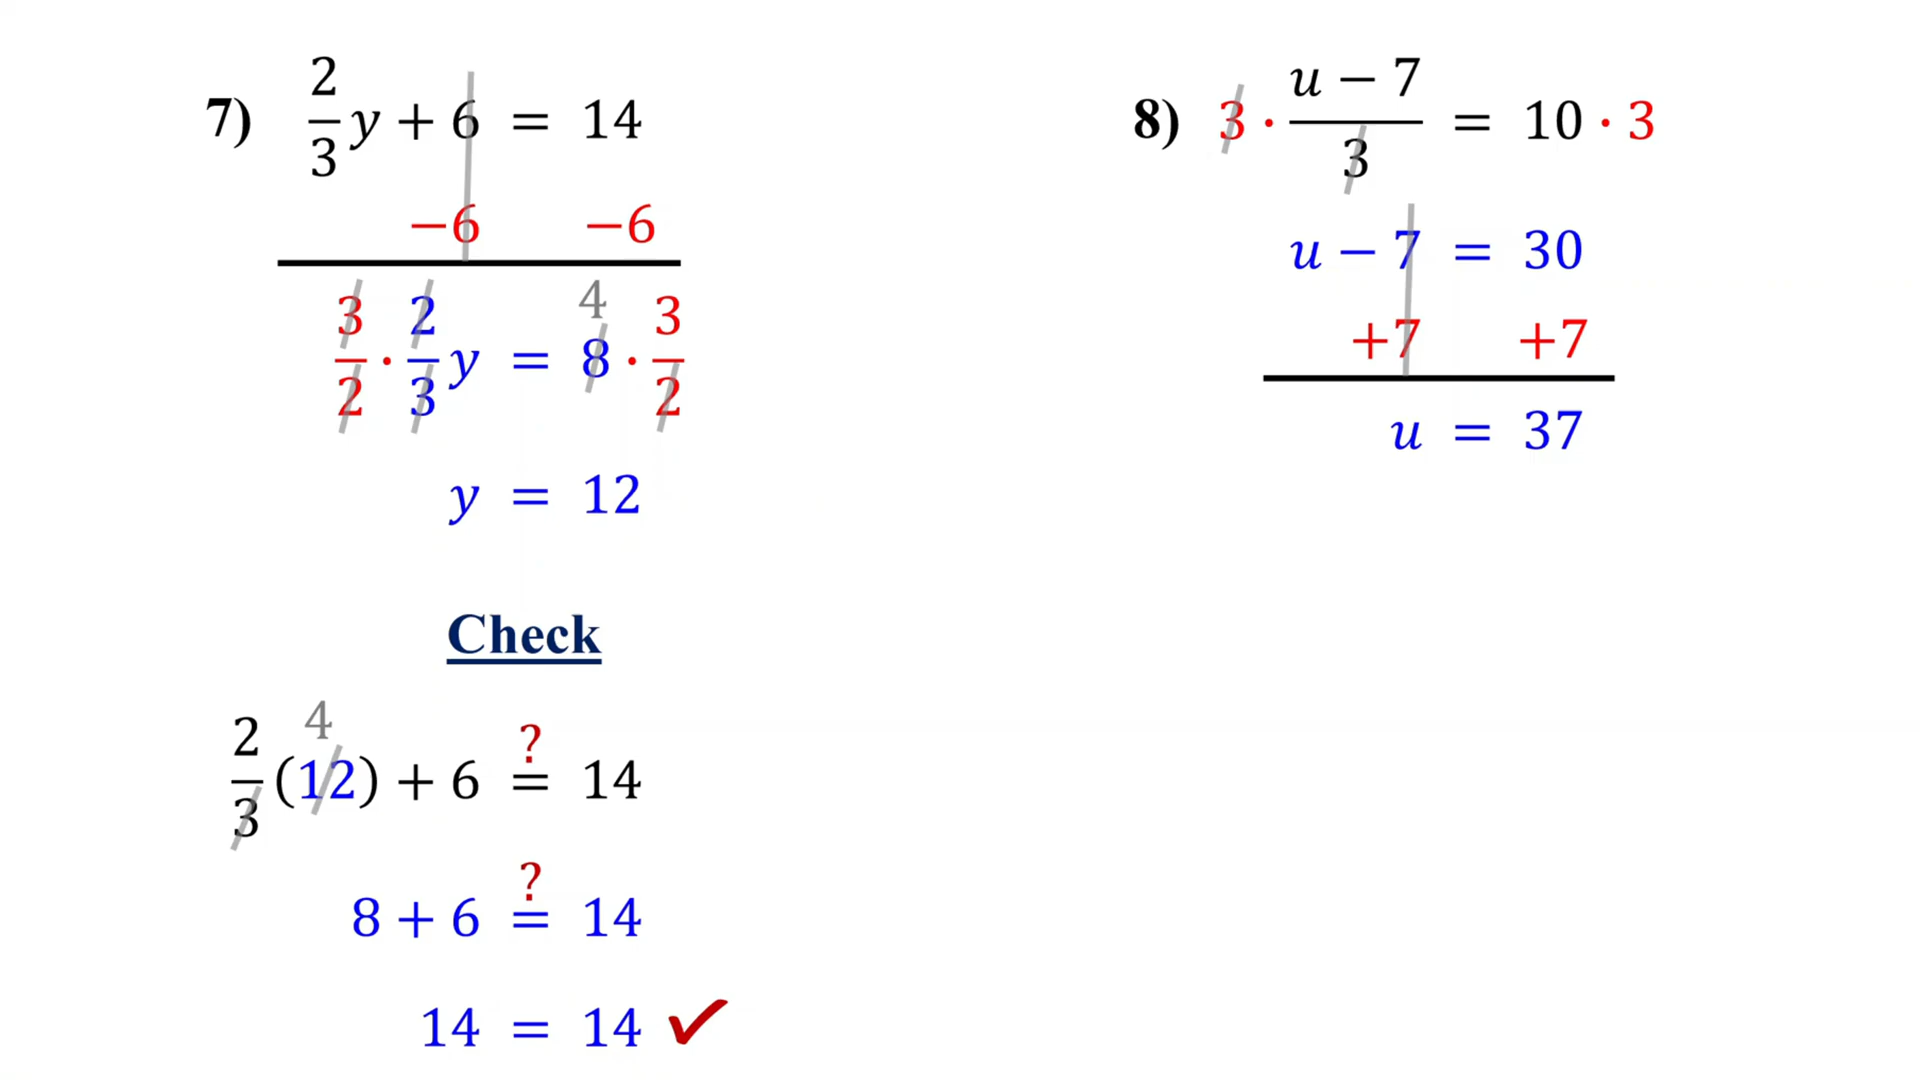 7) 2/3 y + 6 = 14
−6 −6
3/2 · 2/3 y = 8 · 3/2
4
y = 12
Check
4
2/3 (12) + 6 ?= 14
8 + 6 ?= 14
14 = 14 ✓
8) 3 · (u − 7)/3 = 10 · 3
u − 7 = 30
+7 +7
u = 37